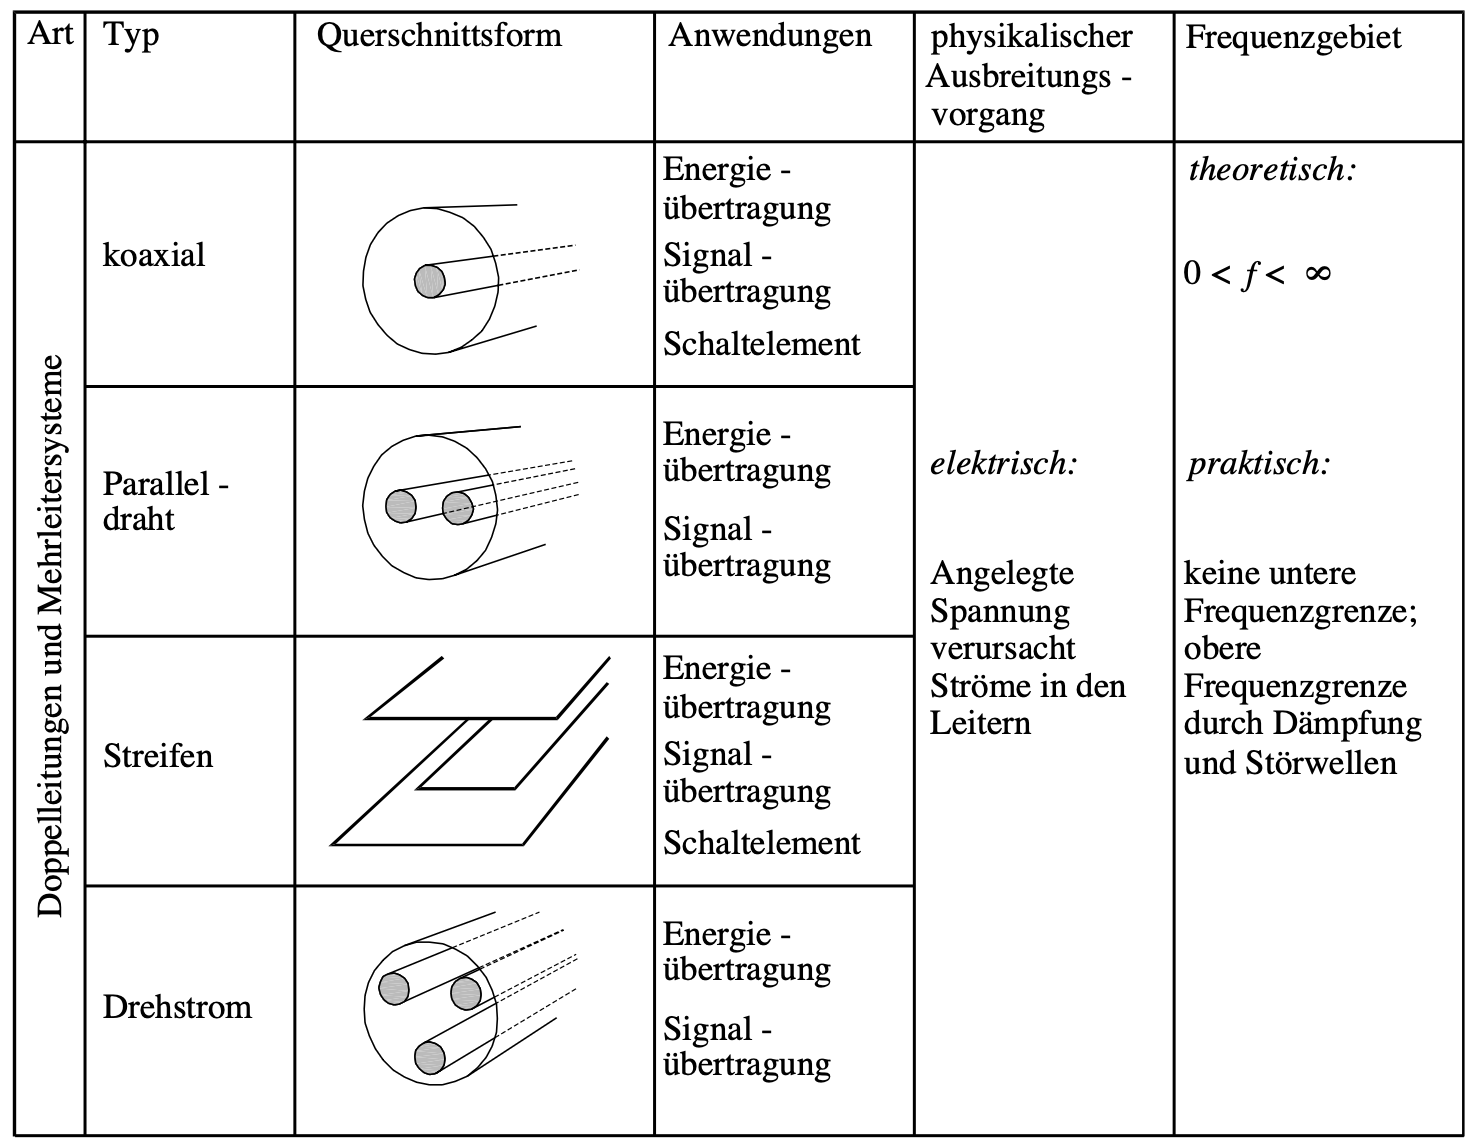 Art
Typ
Querschnittsform
Anwendungen
physikalischer
Ausbreitungs -
vorgang
Frequenzgebiet
Doppelleitungen und Mehrleitersysteme
koaxial
Energie -
übertragung
Signal -
übertragung
Schaltelement
Parallel -
draht
Energie -
übertragung
Signal -
übertragung
Streifen
Energie -
übertragung
Signal -
übertragung
Schaltelement
Drehstrom
Energie -
übertragung
Signal -
übertragung
elektrisch:
Angelegte
Spannung
verursacht
Ströme in den
Leitern
theoretisch:
0 < f < ∞
praktisch:
keine untere
Frequenzgrenze;
obere
Frequenzgrenze
durch Dämpfung
und Störwellen